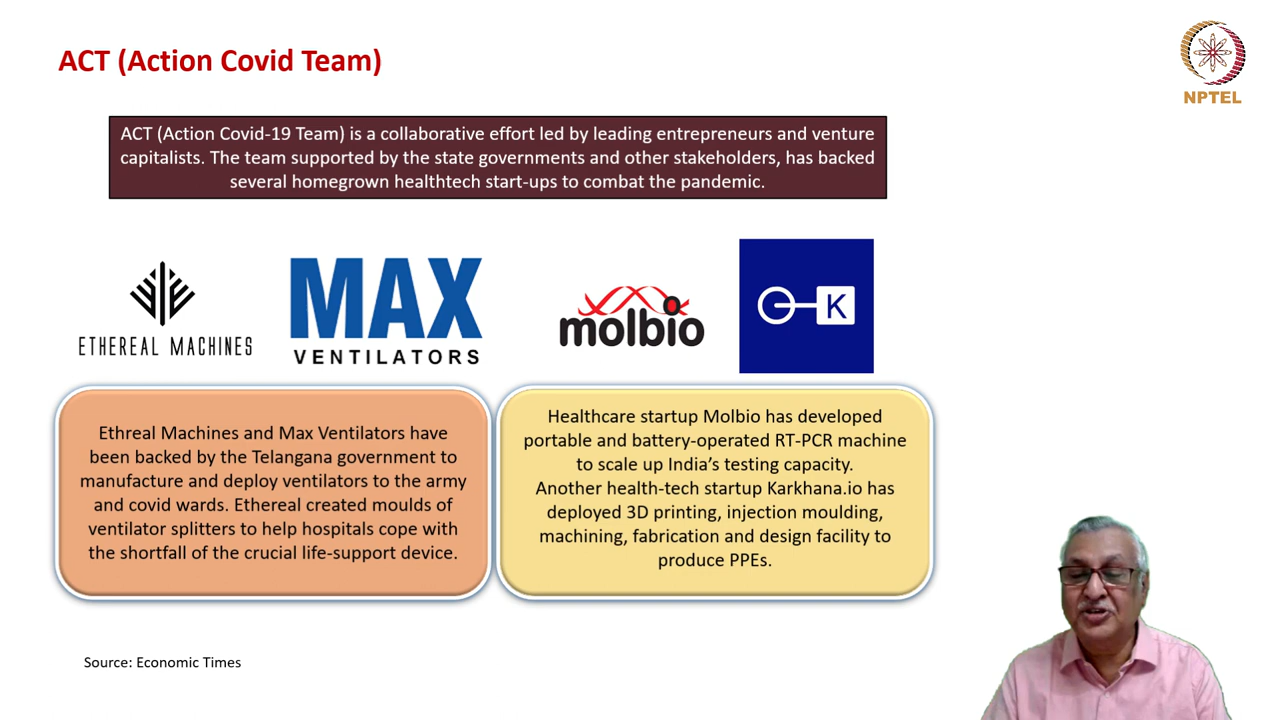 ACT (Action Covid Team)
NPTEL
ACT (Action Covid-19 Team) is a collaborative effort led by leading entrepreneurs and venture
capitalists. The team supported by the state governments and other stakeholders, has backed
several homegrown healthtech start-ups to combat the pandemic.
ETHEREAL MACHINES
MAX
VENTILATORS
molbio
K
Ethreal Machines and Max Ventilators have
been backed by the Telangana government to
manufacture and deploy ventilators to the army
and covid wards. Ethereal created moulds of
ventilator splitters to help hospitals cope with
the shortfall of the crucial life-support device.
Healthcare startup Molbio has developed
portable and battery-operated RT-PCR machine
to scale up India's testing capacity.
Another health-tech startup Karkhana.io has
deployed 3D printing, injection moulding,
machining, fabrication and design facility to
produce PPEs.
Source: Economic Times